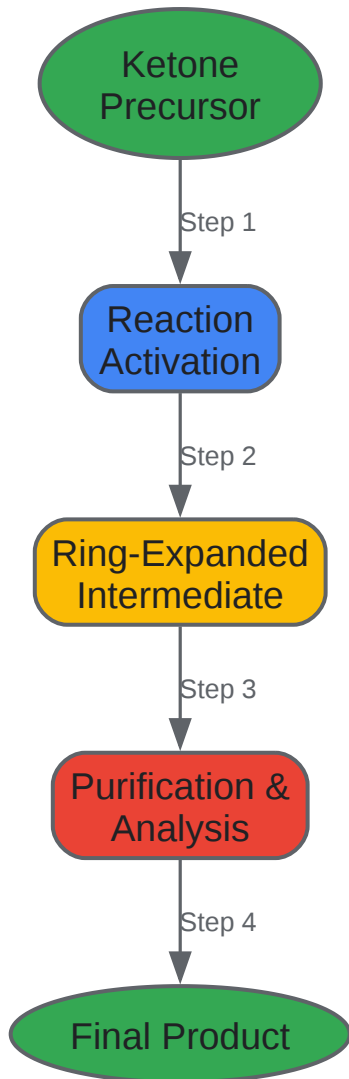 Ketone
Precursor
Step 1
Reaction
Activation
Step 2
Ring-Expanded
Intermediate
Step 3
Purification &
Analysis
Step 4
Final Product